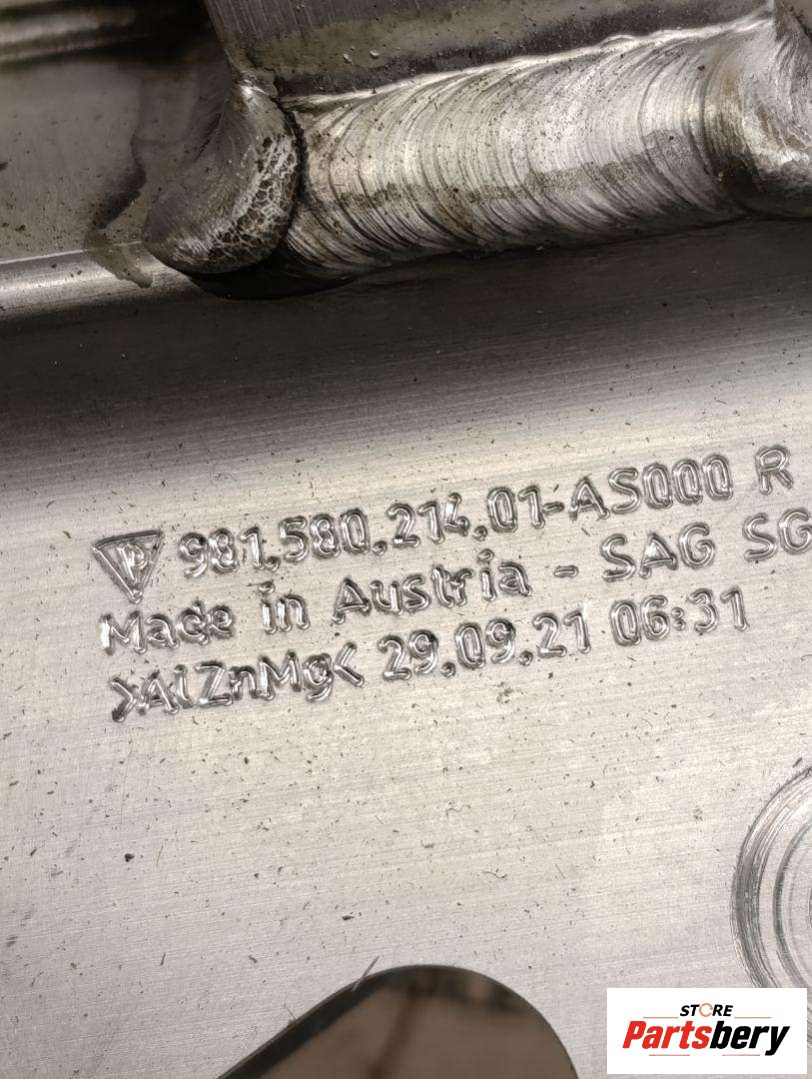 P 981.580.214.01-AS000 R
Made in Austria - SAG SG
>AlZnMg< 29.09.21 06:31
STORE
Partsbery